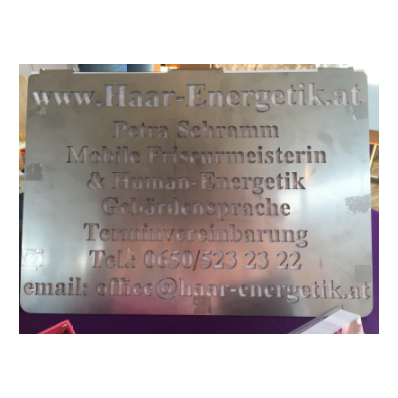 www.Haar-Energetik.at
Petra Schramm
Mobile Friseurmeisterin
& Human-Energetik
Gebärdensprache
Terminvereinbarung
Tel.: 0650/523 23 22
email: office@haar-energetik.at